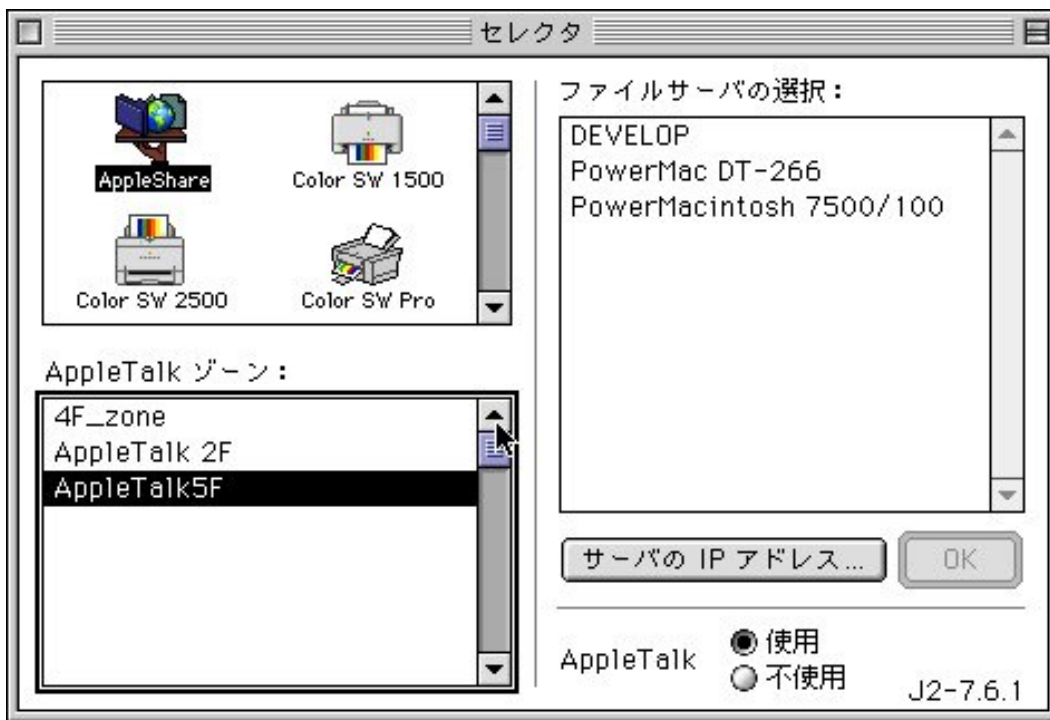 セレクタ
AppleShare
Color SW 1500
Color SW 2500
Color SW Pro
AppleTalk ゾーン：
4F_zone
AppleTalk 2F
AppleTalk5F
ファイルサーバの選択：
DEVELOP
PowerMac DT-266
PowerMacintosh 7500/100
サーバの IP アドレス...
OK
AppleTalk
使用
不使用
J2-7.6.1